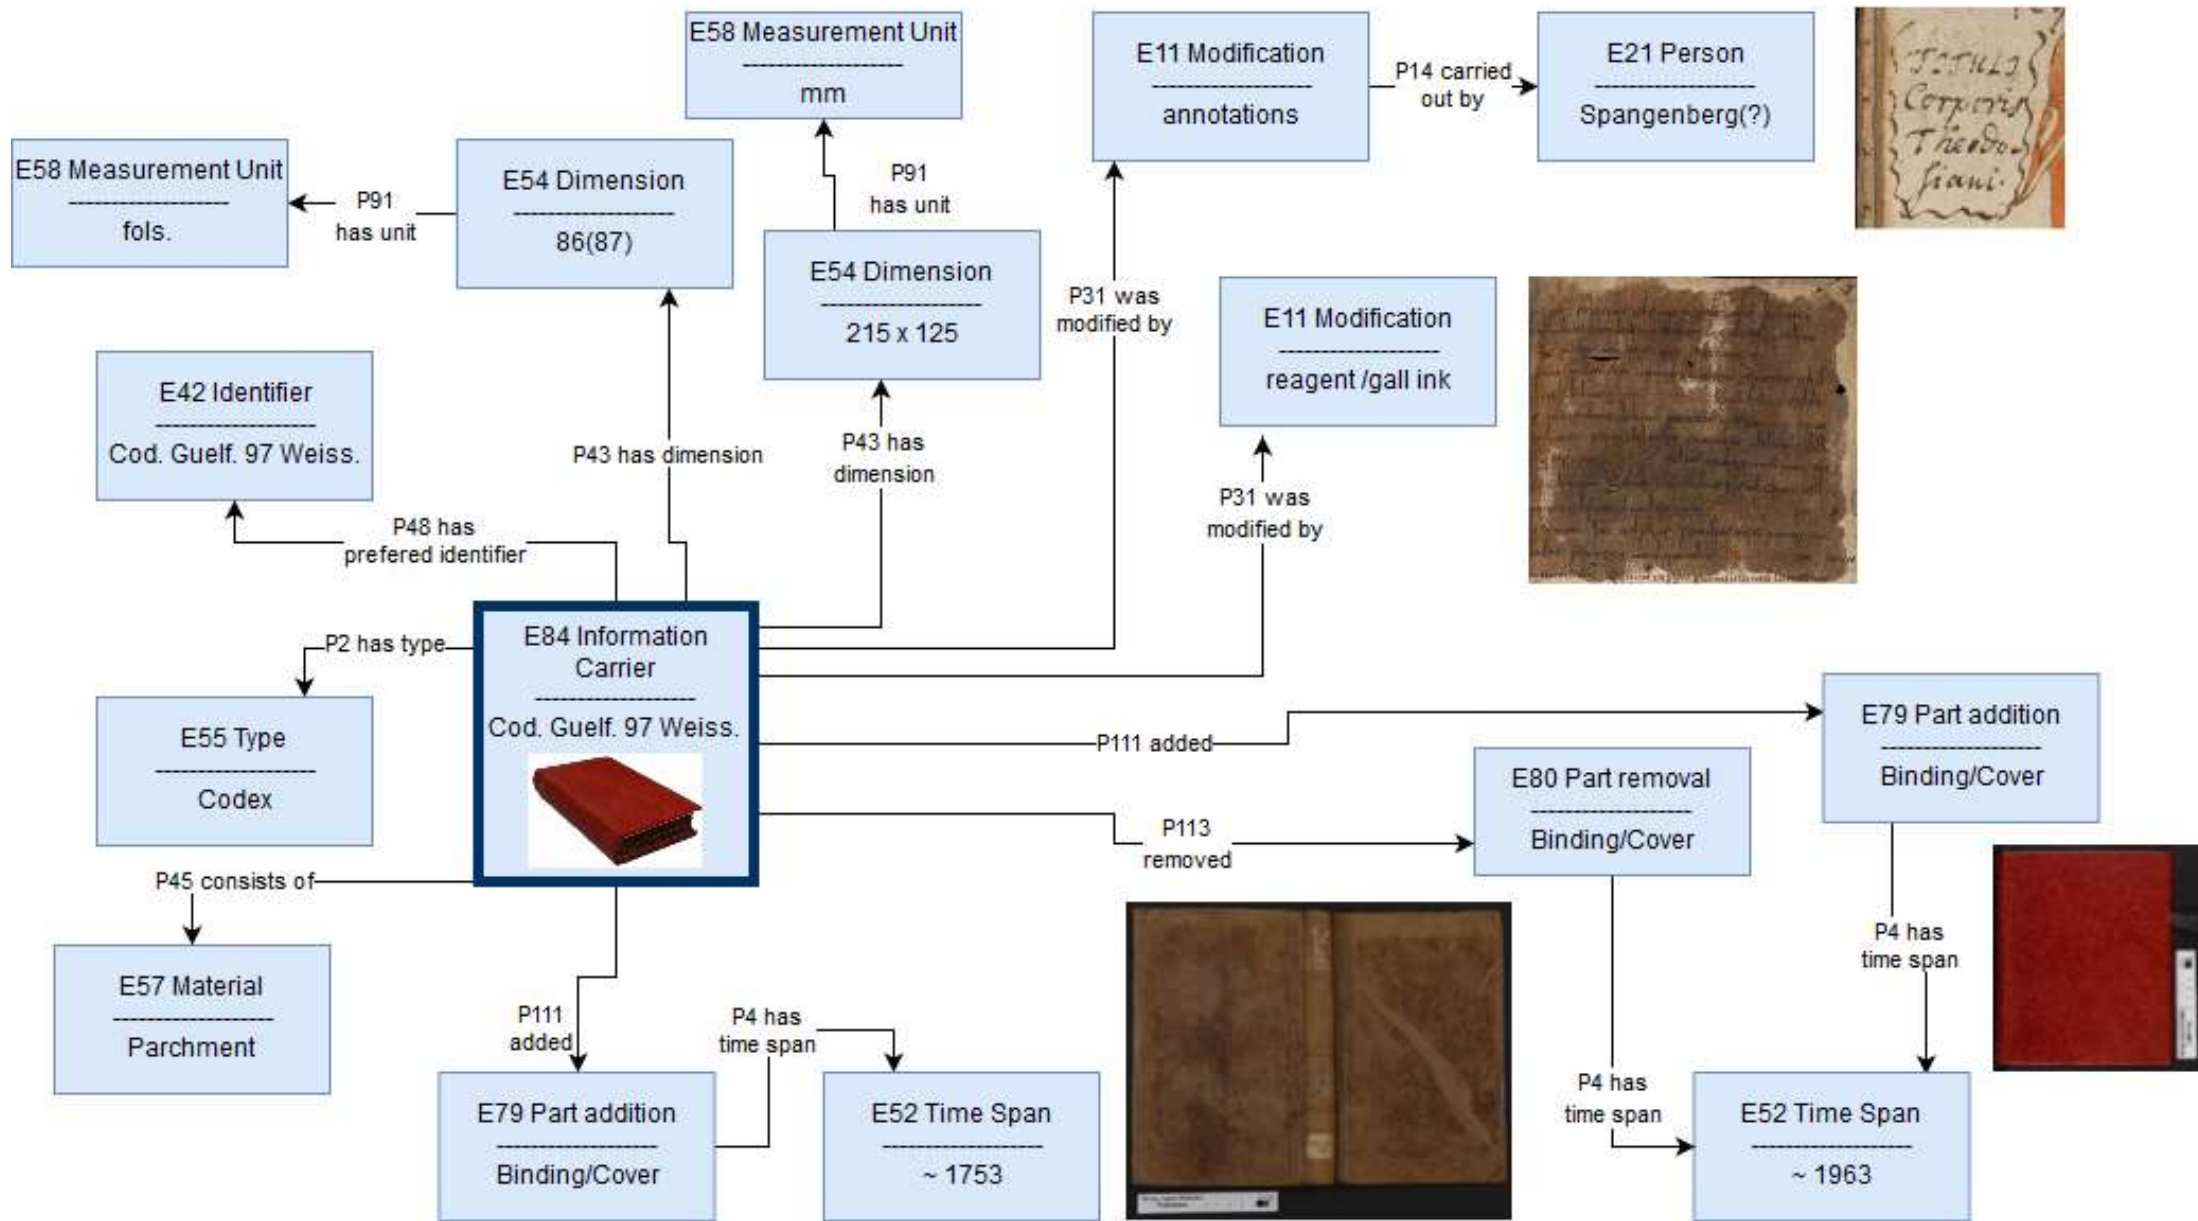 E58 Measurement Unit
--------------------
mm
E11 Modification
--------------------
annotations
P14 carried
out by
E21 Person
--------------------
Spangenberg(?)
TITULO
Corporis
Theodo-
siani.
E58 Measurement Unit
--------------------
fols.
P91
has unit
E54 Dimension
--------------------
86(87)
P91
has unit
E54 Dimension
--------------------
215 x 125
P31 was
modified by
E11 Modification
--------------------
reagent /gall ink
E42 Identifier
--------------------
Cod. Guelf. 97 Weiss.
P43 has dimension
P43 has
dimension
P31 was
modified by
P48 has
prefered identifier
P2 has type
E84 Information
Carrier
--------------------
Cod. Guelf. 97 Weiss.
E55 Type
--------------------
Codex
P111 added
E79 Part addition
--------------------
Binding/Cover
P113
removed
E80 Part removal
--------------------
Binding/Cover
P45 consists of
E57 Material
--------------------
Parchment
P4 has
time span
P111
added
P4 has
time span
E79 Part addition
--------------------
Binding/Cover
E52 Time Span
--------------------
~ 1753
P4 has
time span
E52 Time Span
--------------------
~ 1963